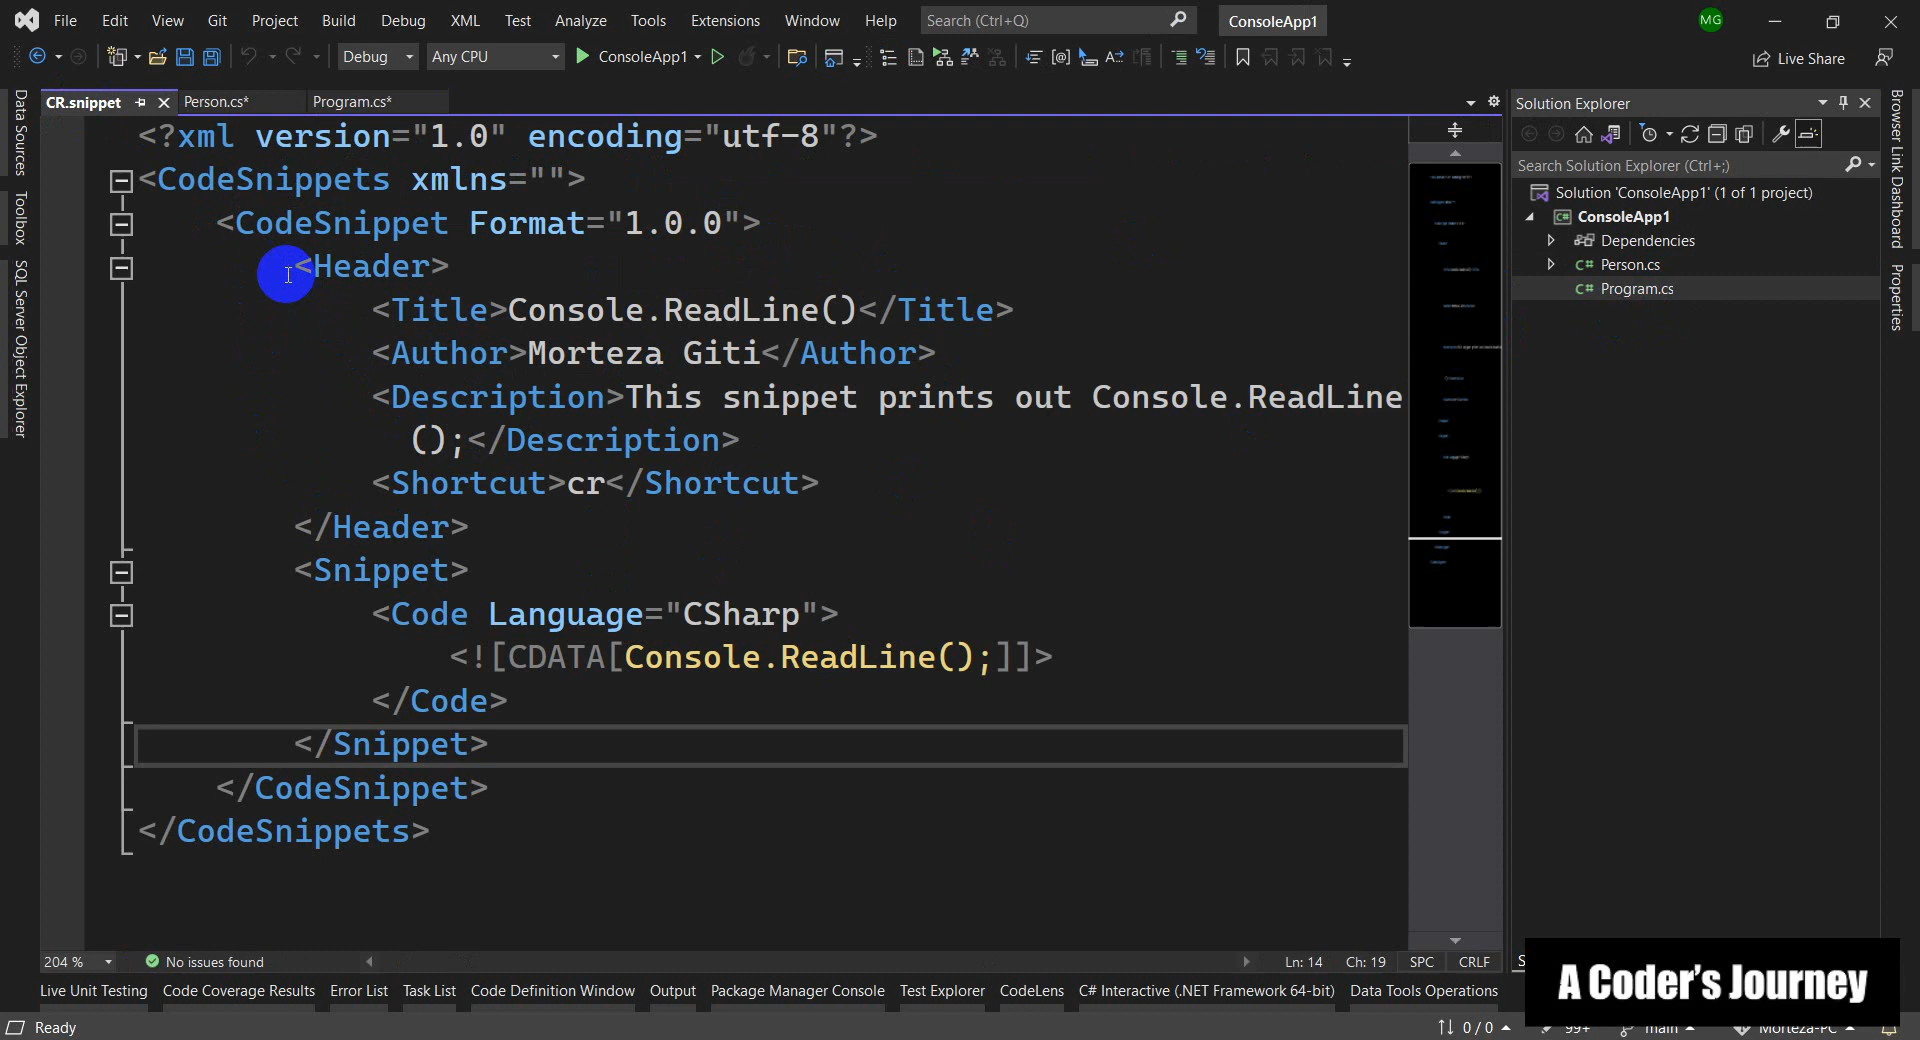 File Edit View Git Project Build Debug XML Test Analyze Tools Extensions Window Help Search (Ctrl+Q) ConsoleApp1 MG
Debug Any CPU ConsoleApp1 Live Share
CR.snippet Person.cs* Program.cs*
<?xml version="1.0" encoding="utf-8"?>
<CodeSnippets xmlns="">
<CodeSnippet Format="1.0.0">
<Header>
<Title>Console.ReadLine()</Title>
<Author>Morteza Giti</Author>
<Description>This snippet prints out Console.ReadLine
();</Description>
<Shortcut>cr</Shortcut>
</Header>
<Snippet>
<Code Language="CSharp">
<![CDATA[Console.ReadLine();]]>
</Code>
</Snippet>
</CodeSnippet>
</CodeSnippets>
Data Sources
Toolbox
SQL Server Object Explorer
Solution Explorer
Search Solution Explorer (Ctrl+;)
Solution 'ConsoleApp1' (1 of 1 project)
C# ConsoleApp1
Dependencies
C# Person.cs
C# Program.cs
Browser Link Dashboard
Properties
204 % No issues found Ln: 14 Ch: 19 SPC CRLF
Live Unit Testing Code Coverage Results Error List Task List Code Definition Window Output Package Manager Console Test Explorer CodeLens C# Interactive (.NET Framework 64-bit) Data Tools Operations
A Coder's Journey
Ready 0 / 0 99+ main Morteza-PC